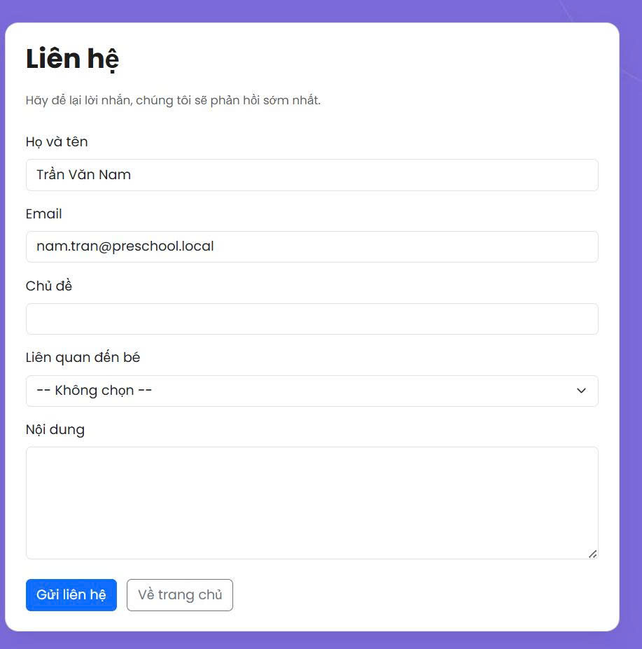 Liên hệ
Hãy để lại lời nhắn, chúng tôi sẽ phản hồi sớm nhất.
Họ và tên
Trần Văn Nam
Email
nam.tran@preschool.local
Chủ đề
Liên quan đến bé
-- Không chọn --
Nội dung
Gửi liên hệ Về trang chủ